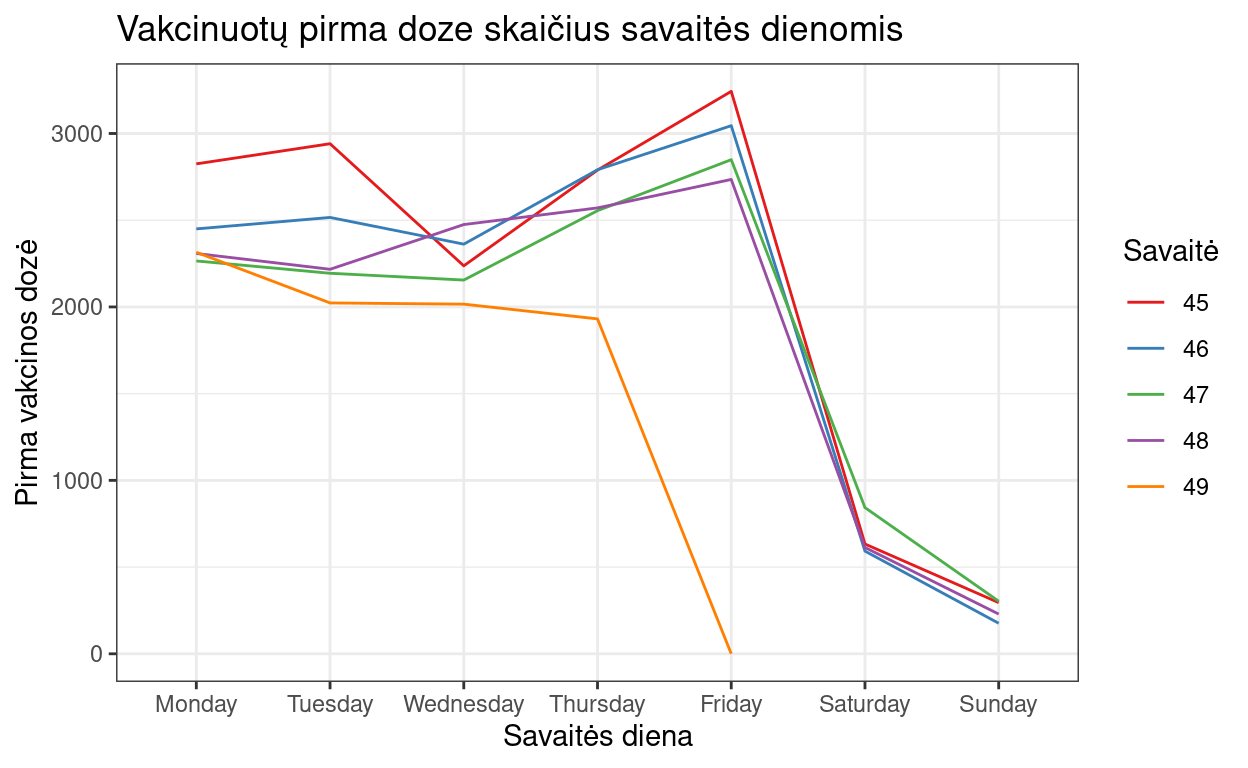 Vakcinuotų pirma doze skaičius savaitės dienomis
Pirma vakcinos dozė
3000
2000
1000
0
Monday Tuesday Wednesday Thursday Friday Saturday Sunday
Savaitės diena
Savaitė
45
46
47
48
49